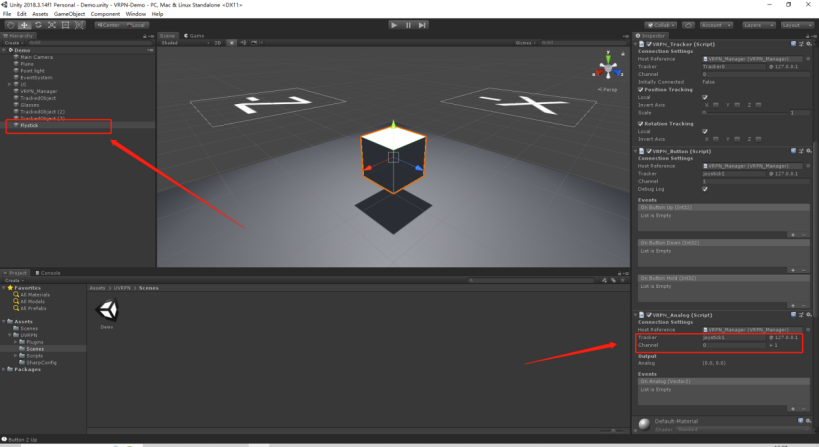 Unity 2018.3.14f1 - Demo.unity - VRPN-Demo - PC, Mac & Linux Standalone <DX11>
File Edit Assets GameObject Component Window Help
Center Local
Collab Account Layers Layout
Hierarchy
Create
Demo
Main Camera
Plane
Point light
EventSystem
UI
VRPN_Manager
TrackedObject
Glasses
TrackedObject (2)
TrackedObject (3)
Flystick
Scene Game
Shaded 2D Gizmos
y
x
z
Persp
-Z
-X
Project Console
Create
Favorites
All Materials
All Models
All Prefabs
Assets
Scenes
UVRPN
Plugins
Scenes
Scripts
SharpConfig
Packages
Assets UVRPN Scenes
Demo
Button 2 Up
Inspector
VRPN_Tracker (Script)
Connection Settings
Host Reference VRPN_Manager (VRPN_Manager)
Tracker Tracker0 @ 127.0.0.1
Channel 0
Initially Connected False
Position Tracking
Local
Invert Axis X Y Z
Scale 1
Rotation Tracking
Local
Invert Axis X Y Z
VRPN_Button (Script)
Connection Settings
Host Reference VRPN_Manager (VRPN_Manager)
Tracker joystick1 @ 127.0.0.1
Channel 1
Debug Log
Events
On Button Up (Int32)
List is Empty
On Button Down (Int32)
List is Empty
On Button Hold (Int32)
List is Empty
VRPN_Analog (Script)
Connection Settings
Host Reference VRPN_Manager (VRPN_Manager)
Tracker joystick1 @ 127.0.0.1
Channel 0 + 1
Output
Analog (0.0, 0.0)
Events
On Analog (Vector2)
List is Empty
Default-Material
Shader Standard